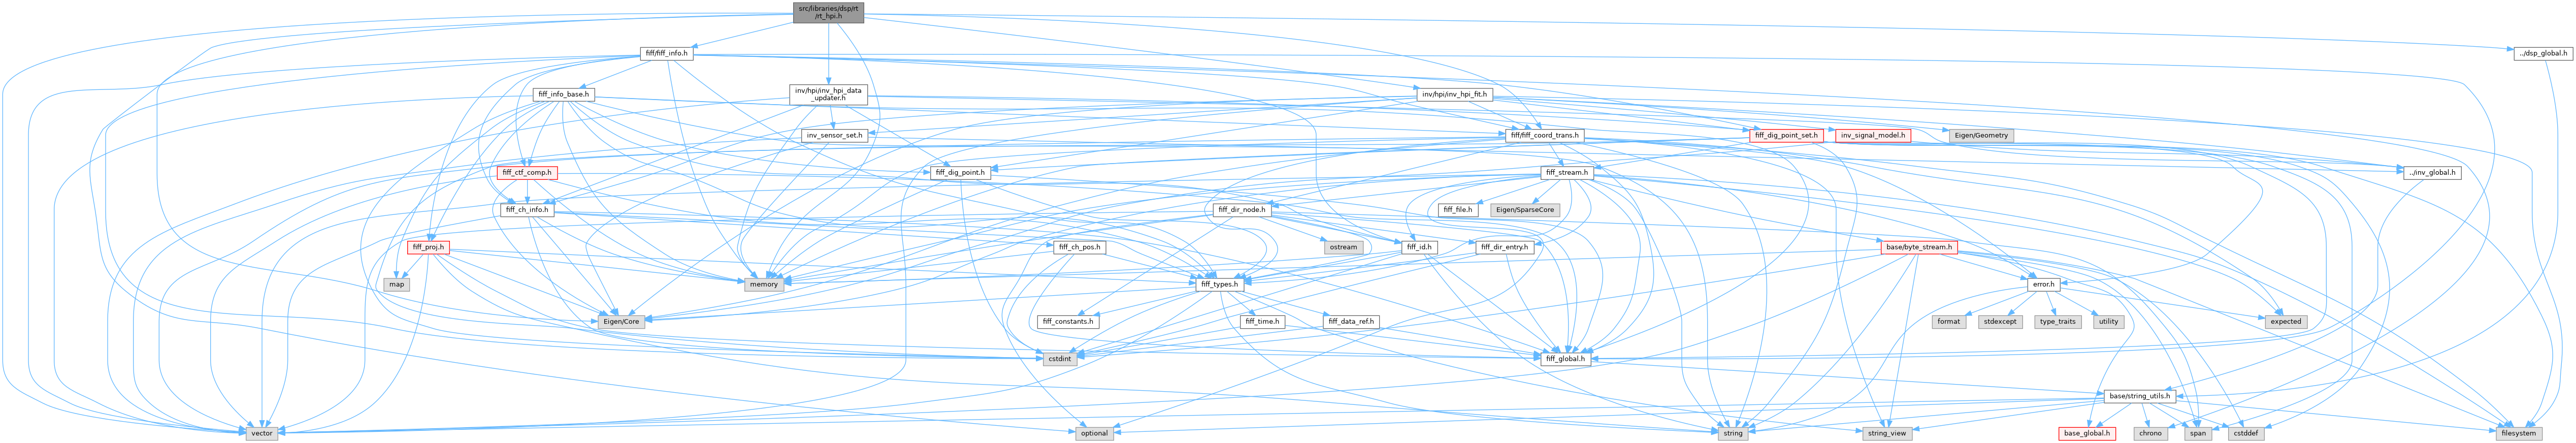 src/libraries/dsp/rt
/rt_hpi.h
fiff/fiff_info.h
../dsp_global.h
fiff_info_base.h
inv/hpi/inv_hpi_data
_updater.h
inv/hpi/inv_hpi_fit.h
inv_sensor_set.h
fiff/fiff_coord_trans.h
fiff_dig_point_set.h
inv_signal_model.h
Eigen/Geometry
fiff_ctf_comp.h
fiff_dig_point.h
fiff_stream.h
../inv_global.h
fiff_ch_info.h
fiff_dir_node.h
fiff_file.h
Eigen/SparseCore
fiff_proj.h
fiff_ch_pos.h
ostream
fiff_id.h
fiff_dir_entry.h
base/byte_stream.h
map
memory
fiff_types.h
error.h
Eigen/Core
fiff_constants.h
fiff_time.h
fiff_data_ref.h
format
stdexcept
type_traits
utility
expected
cstdint
fiff_global.h
base/string_utils.h
vector
optional
string
string_view
base_global.h
chrono
span
cstddef
filesystem